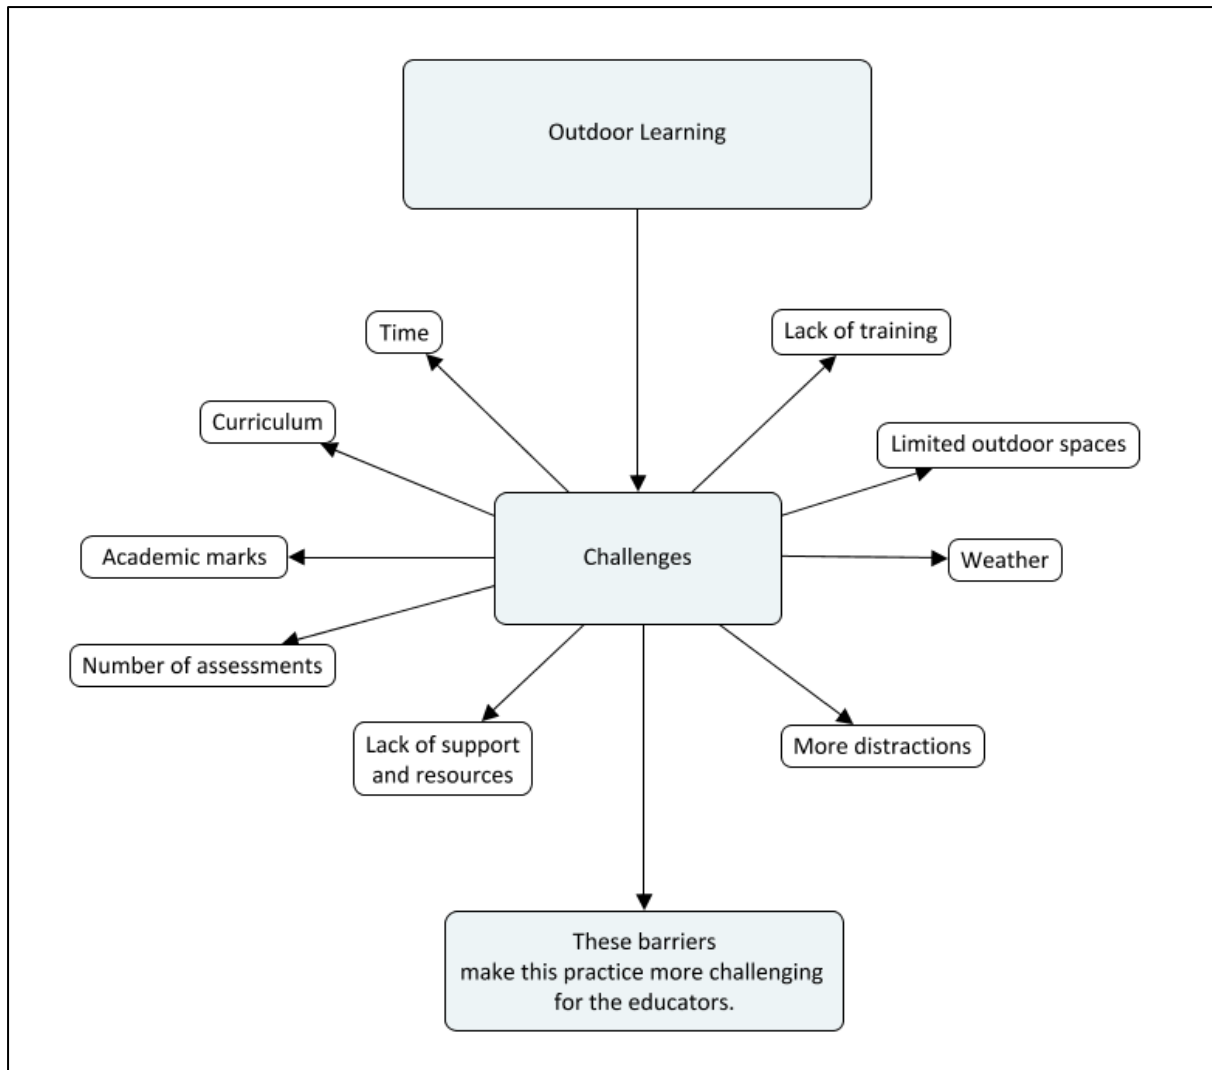 Outdoor Learning
Time
Lack of training
Curriculum
Limited outdoor spaces
Challenges
Academic marks
Weather
Number of assessments
Lack of support
and resources
More distractions
These barriers
make this practice more challenging
for the educators.